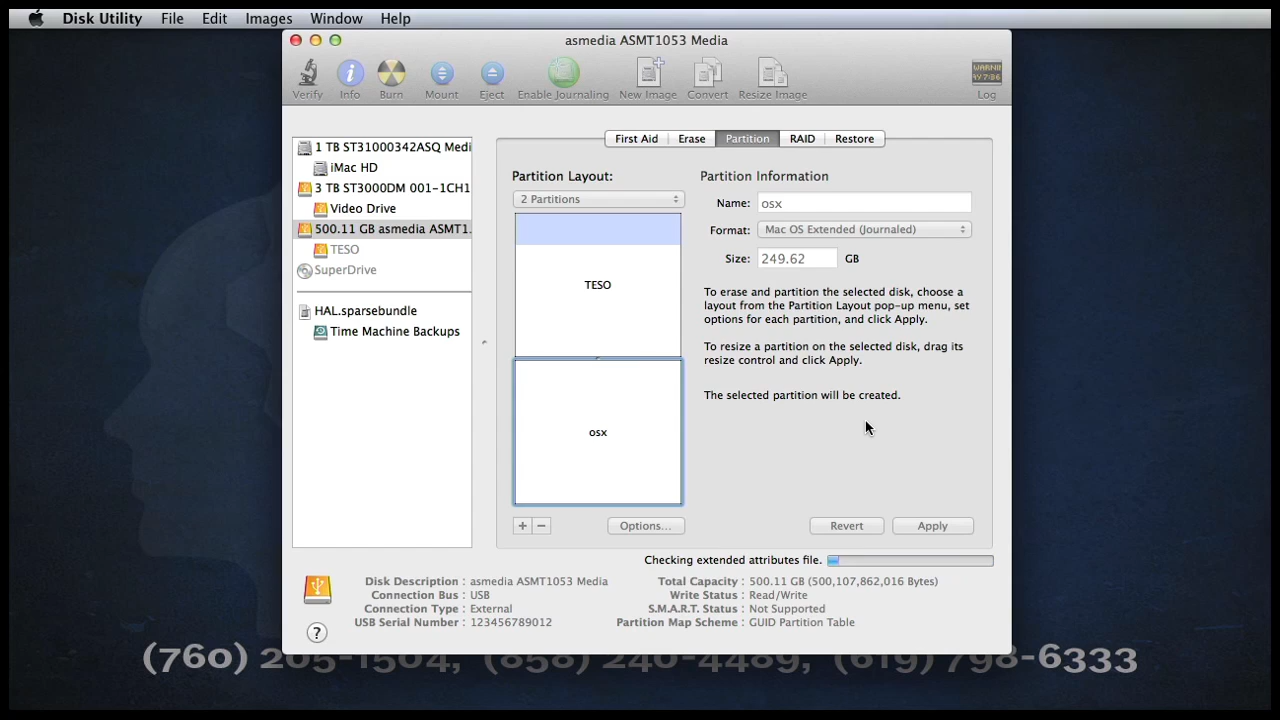 Disk Utility File Edit Images Window Help
asmedia ASMT1053 Media
WARNIN
AY 7:86
Verify Info Burn Mount Eject Enable Journaling New Image Convert Resize Image Log
First Aid Erase Partition RAID Restore
1 TB ST31000342ASQ Medi
iMac HD
3 TB ST3000DM 001-1CH1
Video Drive
500.11 GB asmedia ASMT1.
TESO
SuperDrive
HAL.sparsebundle
Time Machine Backups
Partition Layout:
2 Partitions
TESO
osx
Options...
Partition Information
Name: osx
Format: Mac OS Extended (Journaled)
Size: 249.62 GB
To erase and partition the selected disk, choose a
layout from the Partition Layout pop-up menu, set
options for each partition, and click Apply.
To resize a partition on the selected disk, drag its
resize control and click Apply.
The selected partition will be created.
Revert Apply
Checking extended attributes file.
Disk Description : asmedia ASMT1053 Media
Connection Bus : USB
Connection Type : External
USB Serial Number : 123456789012
Total Capacity : 500.11 GB (500,107,862,016 Bytes)
Write Status : Read/Write
S.M.A.R.T. Status : Not Supported
Partition Map Scheme : GUID Partition Table
?
(760) 205-1504, (858) 240-4489, (619) 798-6333